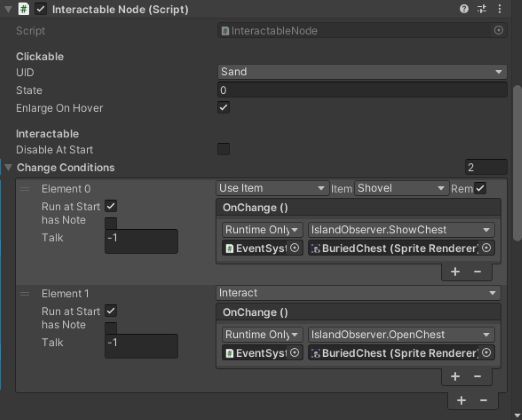 Interactable Node (Script)
Script InteractableNode
Clickable
UID Sand
State 0
Enlarge On Hover
Interactable
Disable At Start
Change Conditions 2
Element 0 Use Item Item Shovel Rem
Run at Start
has Note
Talk -1
OnChange ()
Runtime Only IslandObserver.ShowChest
EventSys BuriedChest (Sprite Renderer)
+ −
Element 1 Interact
Run at Start
has Note
Talk -1
OnChange ()
Runtime Only IslandObserver.OpenChest
EventSys BuriedChest (Sprite Renderer)
+ −
+ −